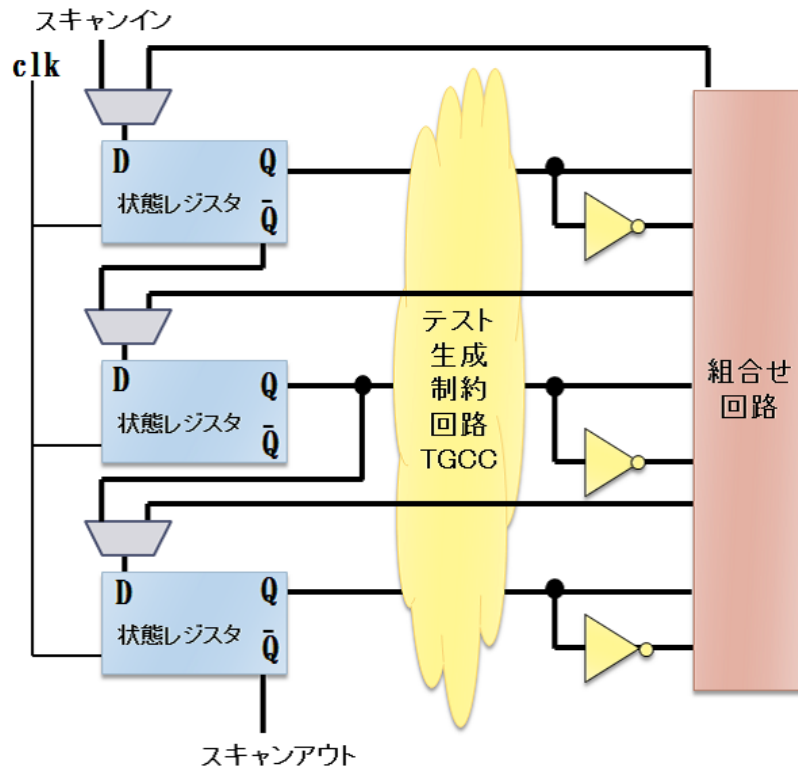 スキャンイン
clk
D
Q
状態レジスタ
Q̄
D
Q
状態レジスタ
Q̄
テスト
生成
制約
回路
TGCC
組合せ
回路
D
Q
状態レジスタ
Q̄
スキャンアウト